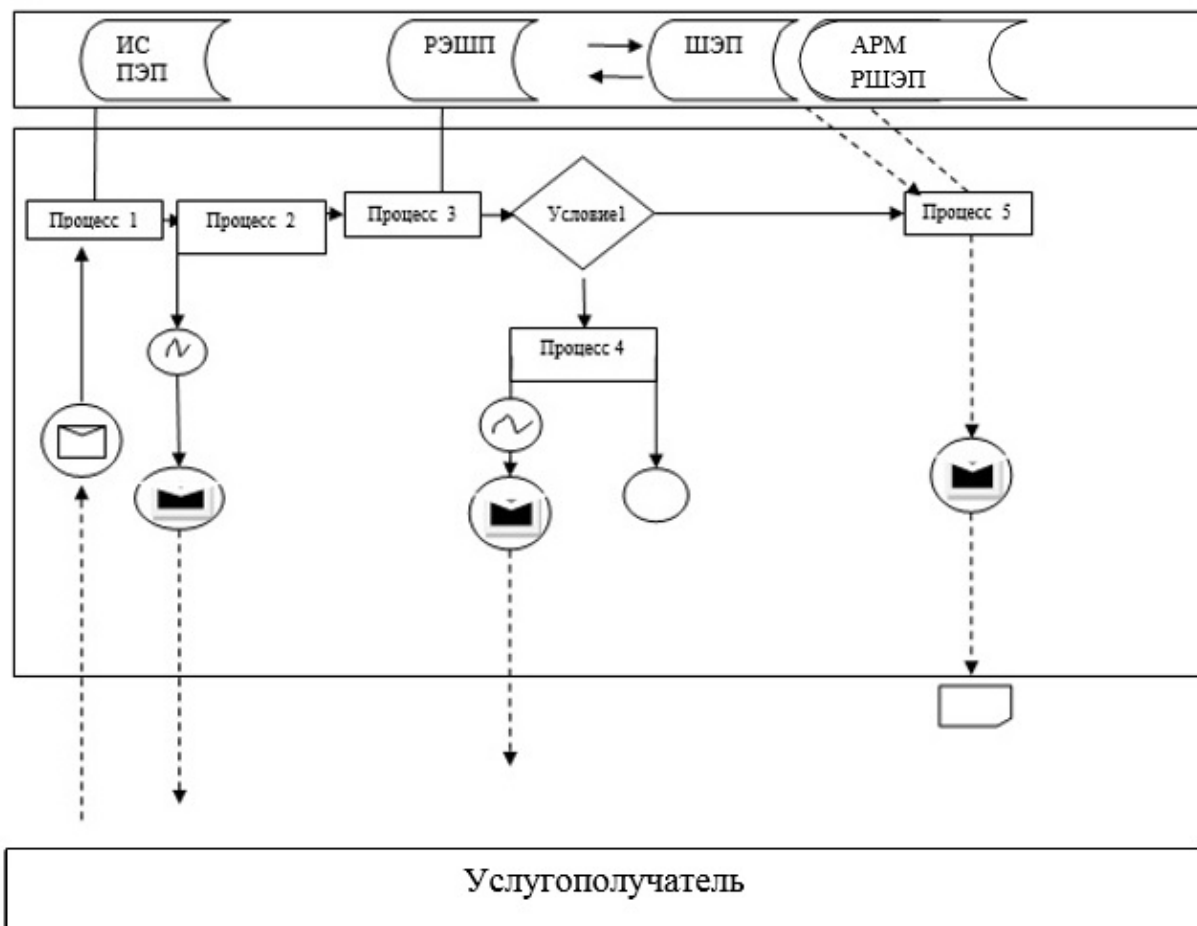 ИС
ПЭП
РЭШП
ШЭП
АРМ
РШЭП
Процесс 1
Процесс 2
Процесс 3
Условие1
Процесс 5
Процесс 4
Услугополучатель